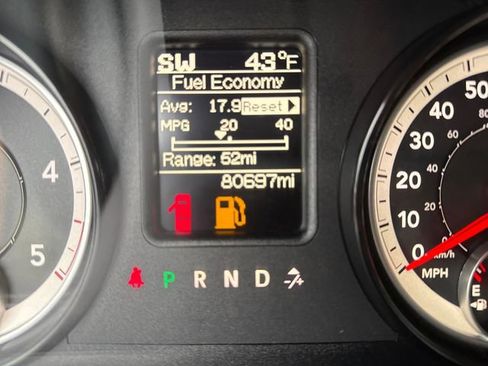 SW 43°F
Fuel Economy
Avg: 17.9 Reset
MPG 20 40
Range: 52mi
80697mi
P R N D -/+
4
5
50
40
30
20
10
0
80
60
40
20
0
MPH
km/h
E